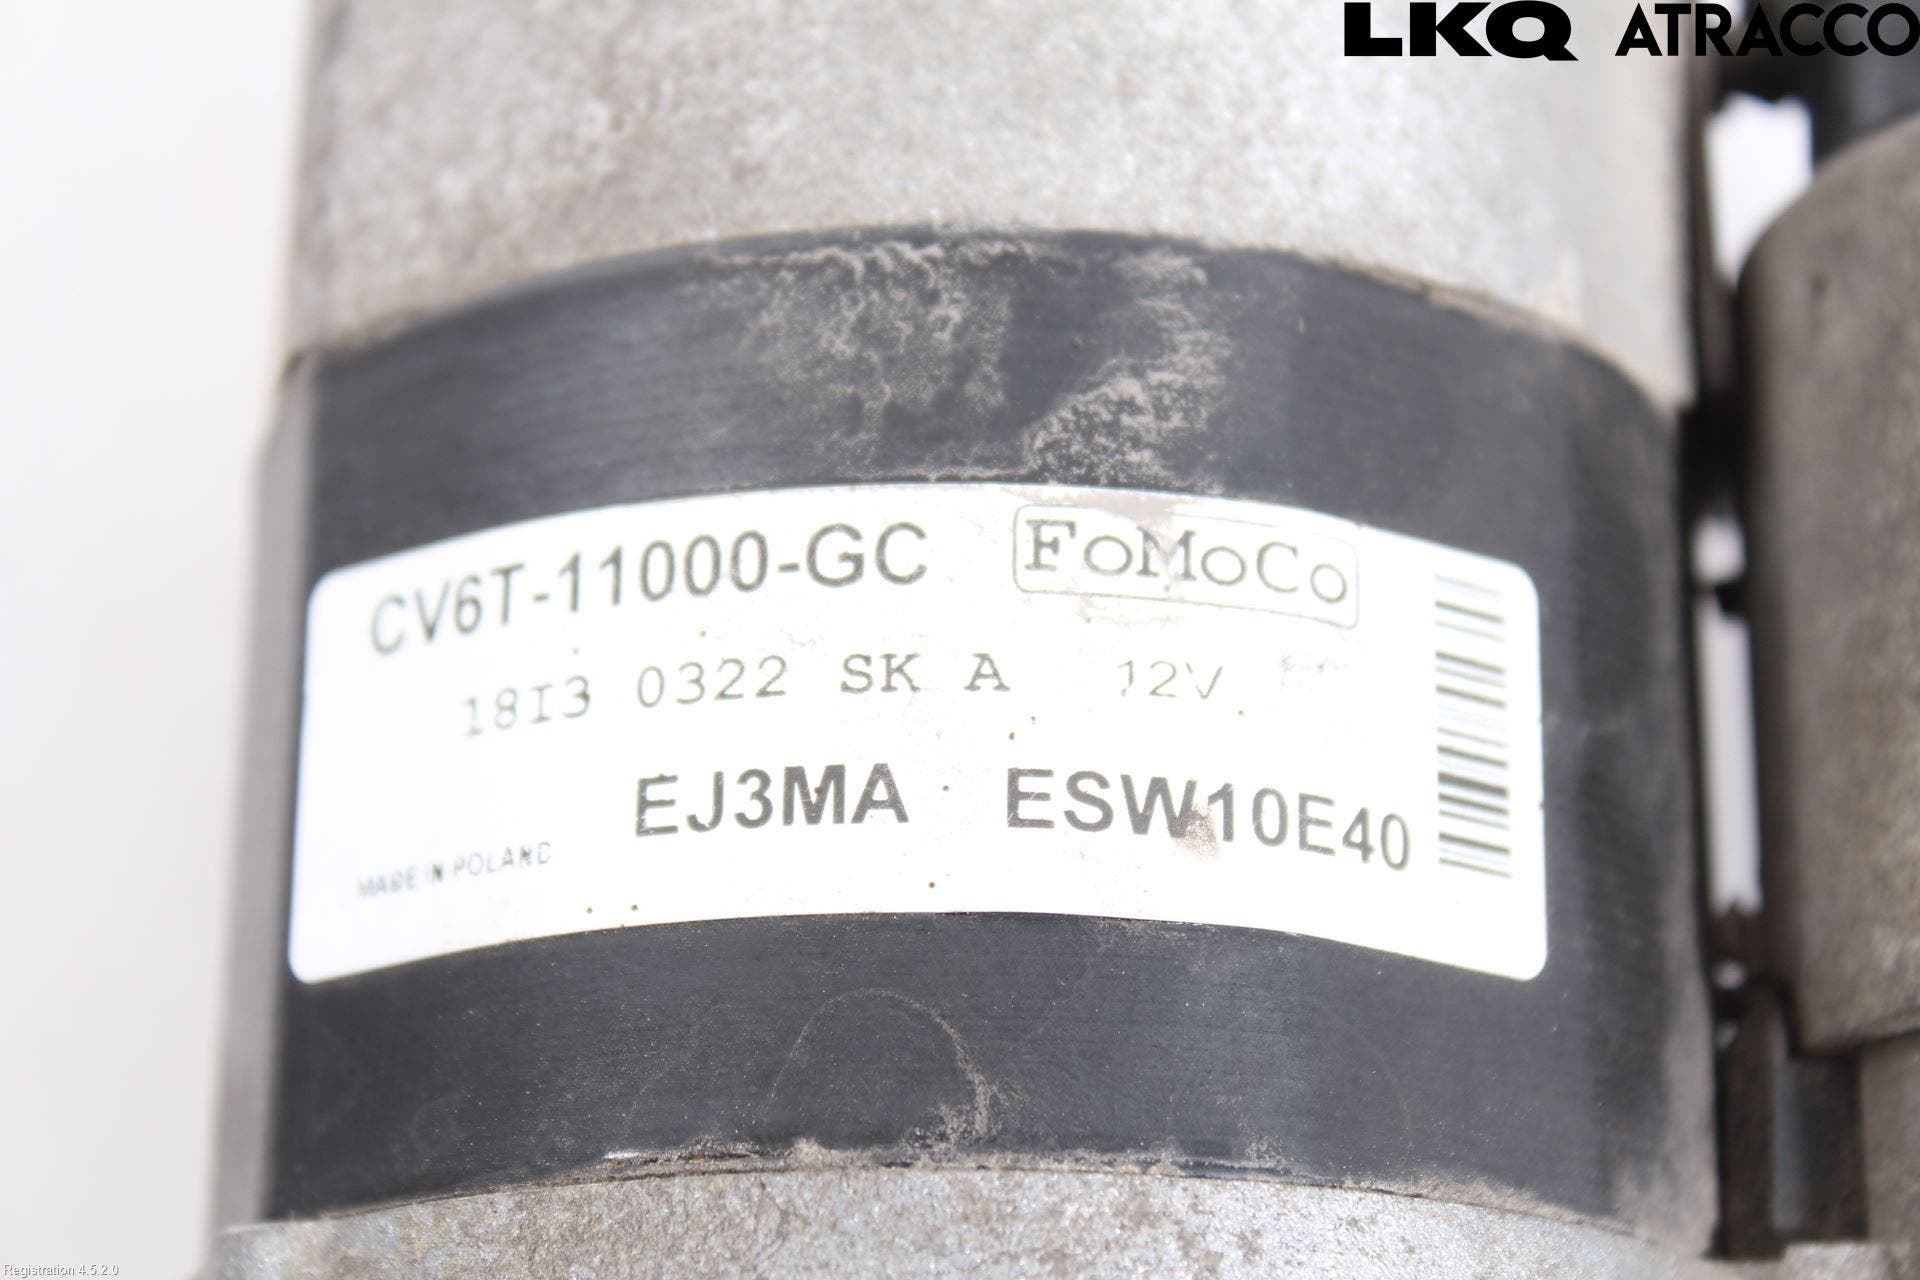 LKQ ATRACCO
CV6T-11000-GC FoMoCo
18I3 0322 SK A 12V
EJ3MA ESW10E40
MADE IN POLAND
Registration 4.5.2.0